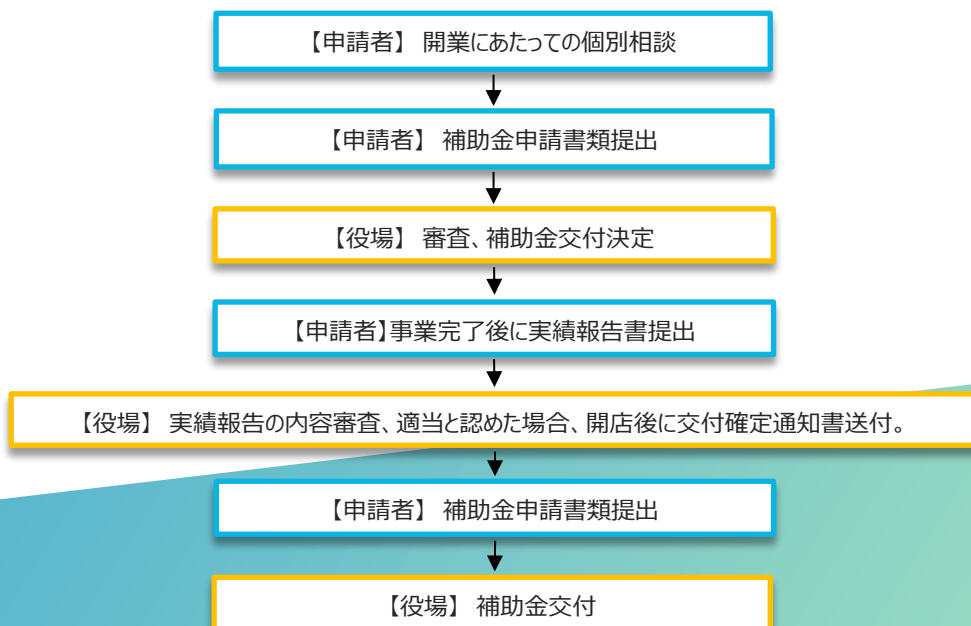 【申請者】 開業にあたっての個別相談
【申請者】 補助金申請書類提出
【役場】 審査、補助金交付決定
【申請者】事業完了後に実績報告書提出
【役場】 実績報告の内容審査、適当と認めた場合、開店後に交付確定通知書送付。
【申請者】 補助金申請書類提出
【役場】 補助金交付